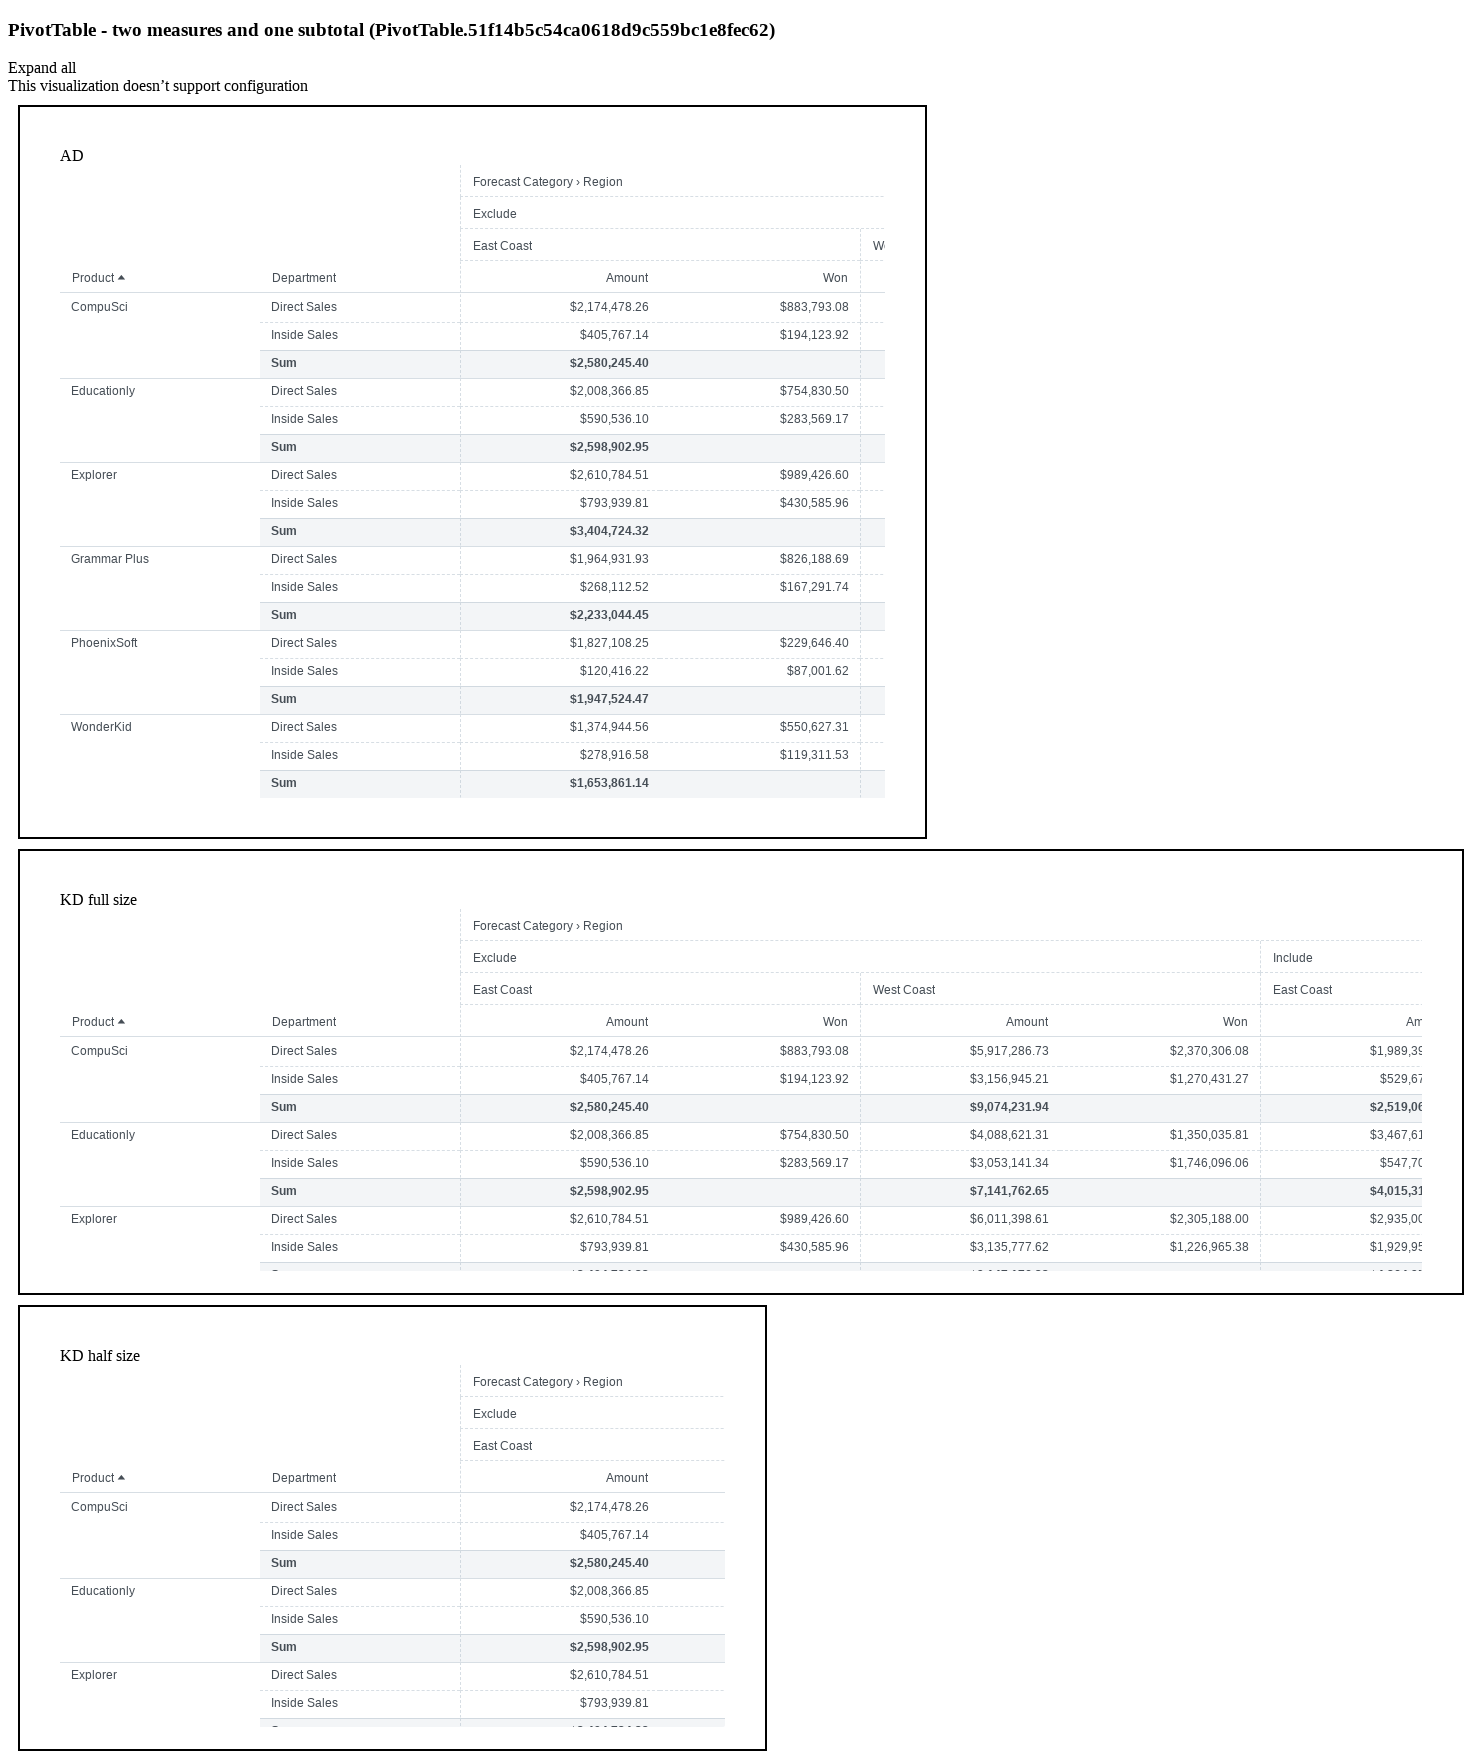 PivotTable - two measures and one subtotal (PivotTable.51f14b5c54ca0618d9c559bc1e8fec62)
Expand all
This visualization doesn’t support configuration
AD
Forecast Category › Region
Exclude
East Coast
Product Department Amount Won
CompuSci Direct Sales $2,174,478.26 $883,793.08
Inside Sales $405,767.14 $194,123.92
Sum $2,580,245.40
Educationly Direct Sales $2,008,366.85 $754,830.50
Inside Sales $590,536.10 $283,569.17
Sum $2,598,902.95
Explorer Direct Sales $2,610,784.51 $989,426.60
Inside Sales $793,939.81 $430,585.96
Sum $3,404,724.32
Grammar Plus Direct Sales $1,964,931.93 $826,188.69
Inside Sales $268,112.52 $167,291.74
Sum $2,233,044.45
PhoenixSoft Direct Sales $1,827,108.25 $229,646.40
Inside Sales $120,416.22 $87,001.62
Sum $1,947,524.47
WonderKid Direct Sales $1,374,944.56 $550,627.31
Inside Sales $278,916.58 $119,311.53
Sum $1,653,861.14
KD full size
Forecast Category › Region
Exclude Include
East Coast West Coast East Coast
Product Department Amount Won Amount Won Am
CompuSci Direct Sales $2,174,478.26 $883,793.08 $5,917,286.73 $2,370,306.08 $1,989,39
Inside Sales $405,767.14 $194,123.92 $3,156,945.21 $1,270,431.27 $529,67
Sum $2,580,245.40 $9,074,231.94 $2,519,06
Educationly Direct Sales $2,008,366.85 $754,830.50 $4,088,621.31 $1,350,035.81 $3,467,61
Inside Sales $590,536.10 $283,569.17 $3,053,141.34 $1,746,096.06 $547,70
Sum $2,598,902.95 $7,141,762.65 $4,015,31
Explorer Direct Sales $2,610,784.51 $989,426.60 $6,011,398.61 $2,305,188.00 $2,935,00
Inside Sales $793,939.81 $430,585.96 $3,135,777.62 $1,226,965.38 $1,929,95
KD half size
Forecast Category › Region
Exclude
East Coast
Product Department Amount
CompuSci Direct Sales $2,174,478.26
Inside Sales $405,767.14
Sum $2,580,245.40
Educationly Direct Sales $2,008,366.85
Inside Sales $590,536.10
Sum $2,598,902.95
Explorer Direct Sales $2,610,784.51
Inside Sales $793,939.81